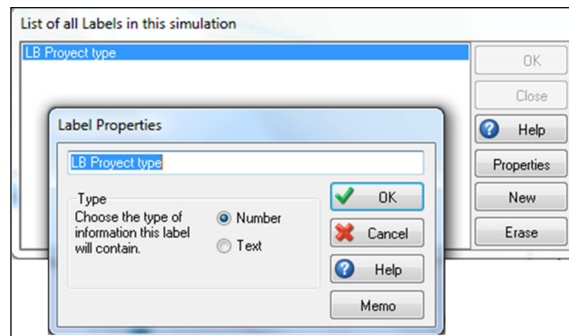 List of all Labels in this simulation
LB Proyect type
OK
Close
Help
Properties
New
Erase
Label Properties
LB Proyect type
Type
Choose the type of
information this label
will contain.
Number
Text
OK
Cancel
Help
Memo